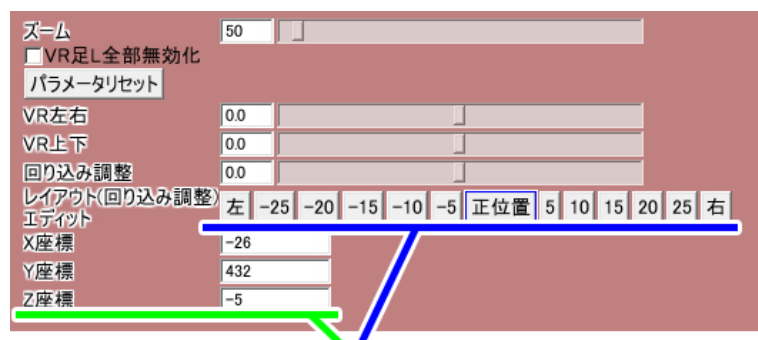 ズーム 50
VR足L全部無効化
パラメータリセット
VR左右 0.0
VR上下 0.0
回り込み調整 0.0
レイアウト(回り込み調整)
エディット 左 -25 -20 -15 -10 -5 正位置 5 10 15 20 25 右
X座標 -26
Y座標 432
Z座標 -5